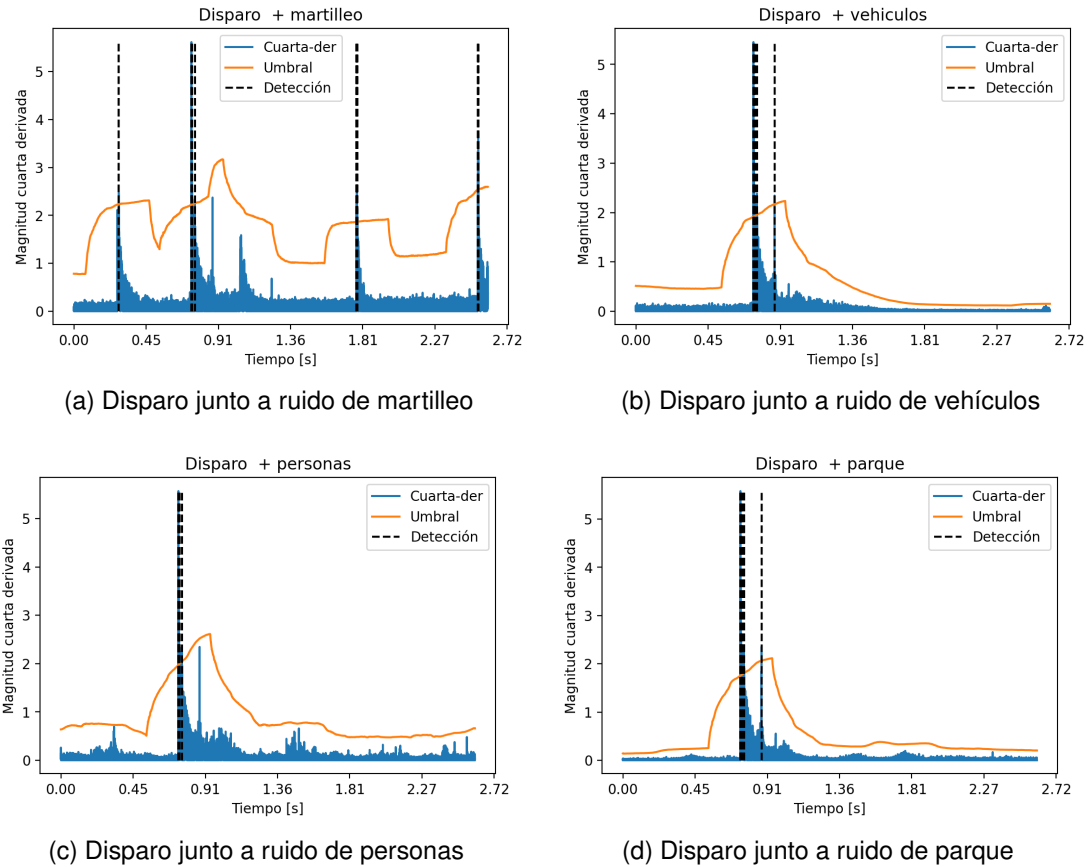 Disparo + martilleo
Magnitud cuarta derivada
5
4
3
2
1
0
Cuarta-der
Umbral
Detección
0.00 0.45 0.91 1.36 1.81 2.27 2.72
Tiempo [s]
(a) Disparo junto a ruido de martilleo
Disparo + vehiculos
Magnitud cuarta derivada
5
4
3
2
1
0
Cuarta-der
Umbral
Detección
0.00 0.45 0.91 1.36 1.81 2.27 2.72
Tiempo [s]
(b) Disparo junto a ruido de vehículos
Disparo + personas
Magnitud cuarta derivada
5
4
3
2
1
0
Cuarta-der
Umbral
Detección
0.00 0.45 0.91 1.36 1.81 2.27 2.72
Tiempo [s]
(c) Disparo junto a ruido de personas
Disparo + parque
Magnitud cuarta derivada
5
4
3
2
1
0
Cuarta-der
Umbral
Detección
0.00 0.45 0.91 1.36 1.81 2.27 2.72
Tiempo [s]
(d) Disparo junto a ruido de parque